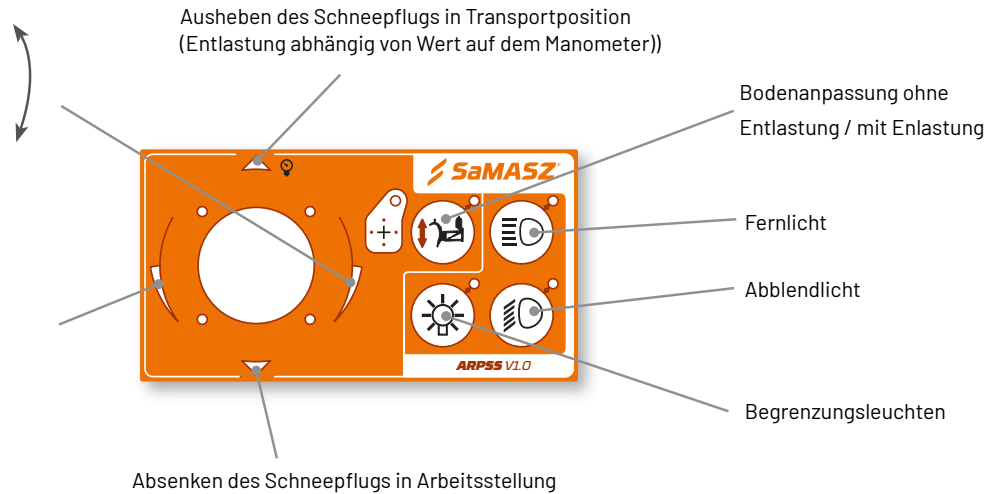 Ausheben des Schneepflugs in Transportposition
(Entlastung abhängig von Wert auf dem Manometer))
Bodenanpassung ohne
Entlastung / mit Enlastung
SaMASZ
Fernlicht
Abblendlicht
ARPSS V1.0
Begrenzungsleuchten
Absenken des Schneepflugs in Arbeitsstellung